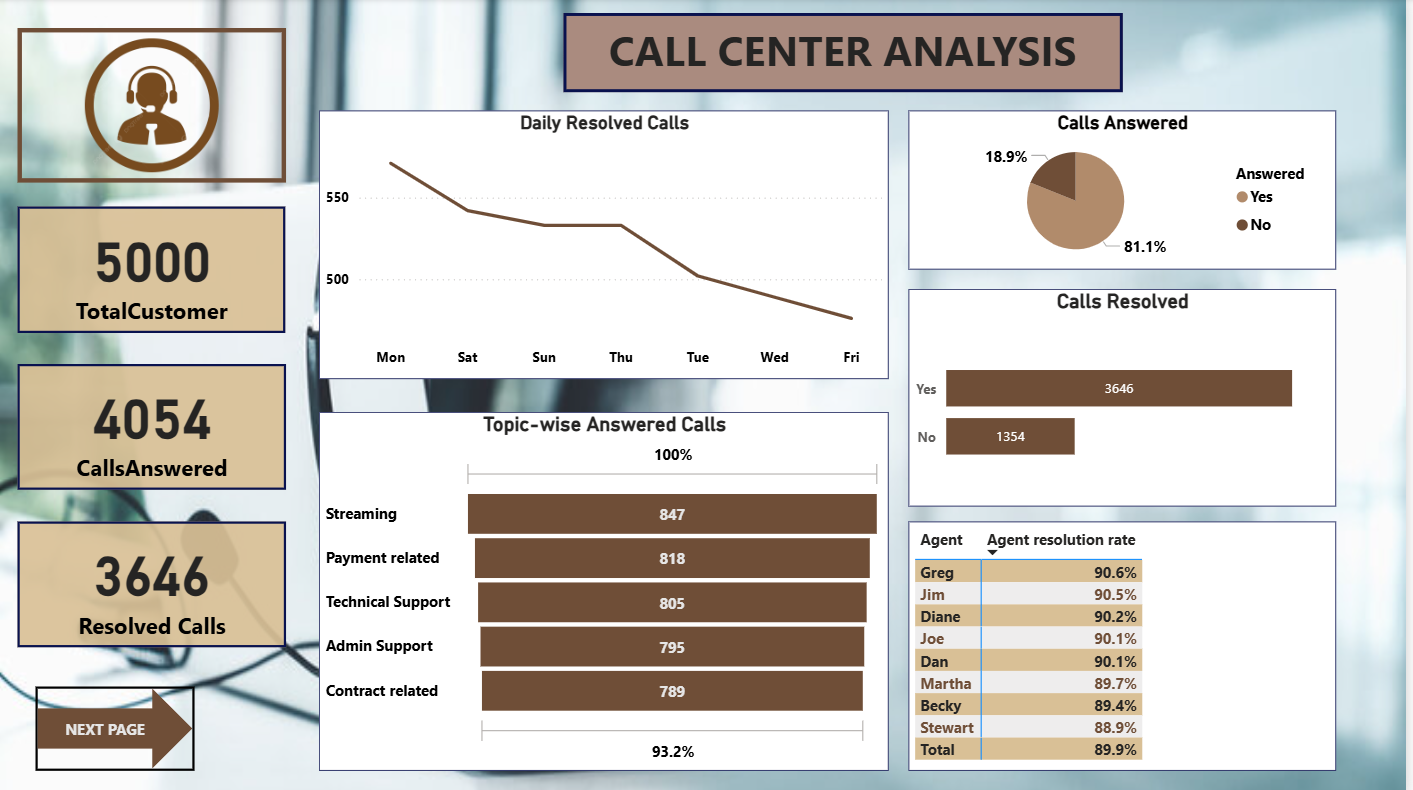 CALL CENTER ANALYSIS
5000
TotalCustomer
4054
CallsAnswered
3646
Resolved Calls
NEXT PAGE
Daily Resolved Calls
550
500
Mon Sat Sun Thu Tue Wed Fri
Topic-wise Answered Calls
100%
Streaming 847
Payment related 818
Technical Support 805
Admin Support 795
Contract related 789
93.2%
Calls Answered
18.9%
81.1%
Answered
Yes
No
Calls Resolved
Yes 3646
No 1354
Agent Agent resolution rate
Greg 90.6%
Jim 90.5%
Diane 90.2%
Joe 90.1%
Dan 90.1%
Martha 89.7%
Becky 89.4%
Stewart 88.9%
Total 89.9%